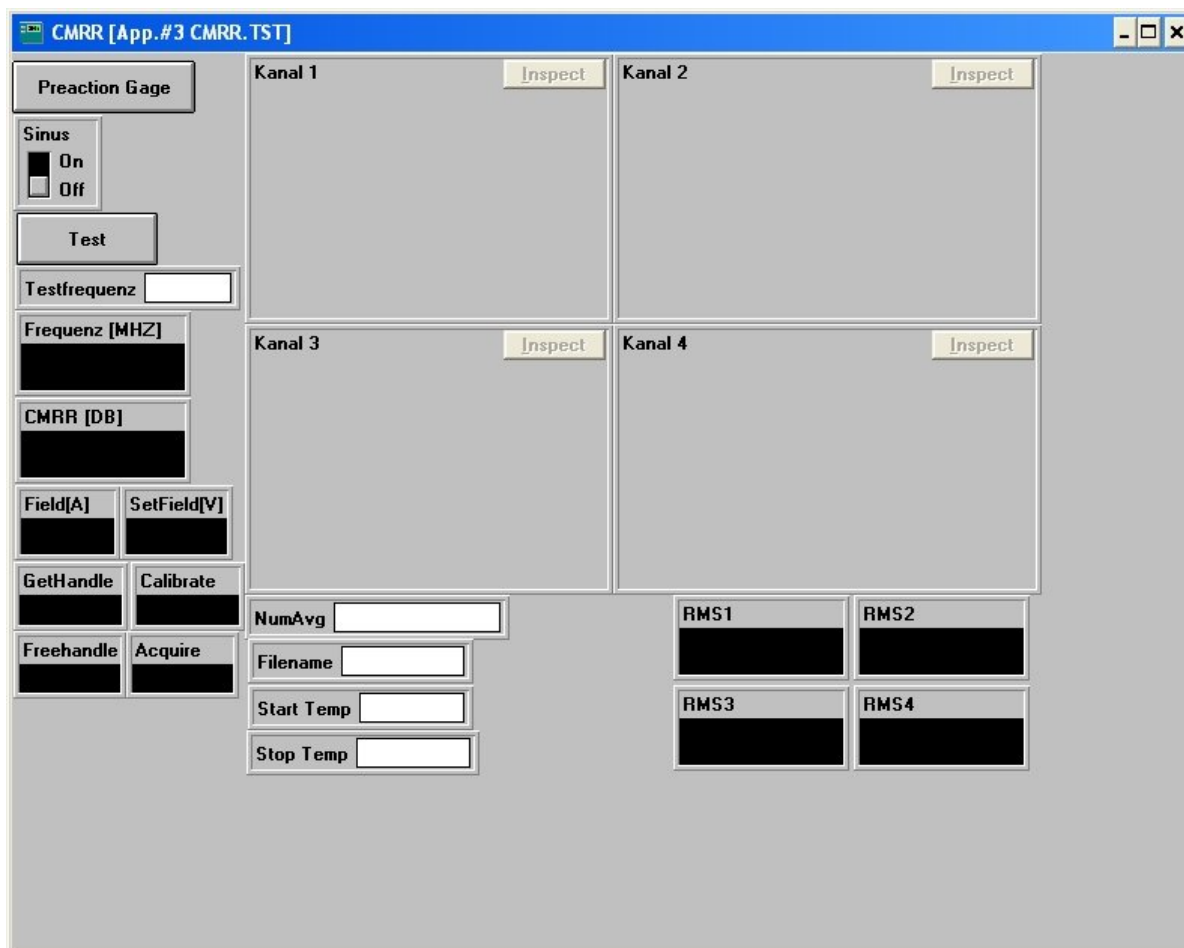 CMRR [App.#3 CMRR.TST]
Preaction Gage
Sinus
On
Off
Test
Testfrequenz
Frequenz [MHZ]
CMRR [DB]
Field[A]
SetField[V]
GetHandle
Calibrate
Freehandle
Acquire
Kanal 1
Inspect
Kanal 2
Inspect
Kanal 3
Inspect
Kanal 4
Inspect
NumAvg
Filename
Start Temp
Stop Temp
RMS1
RMS2
RMS3
RMS4